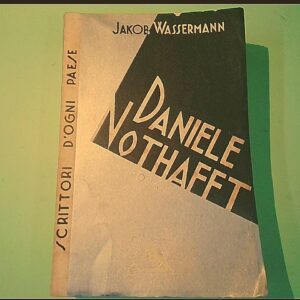 JAKOB WASSERMANN
DANIELE
NOTHAFFT
SCRITTORI D'OGNI PAESE